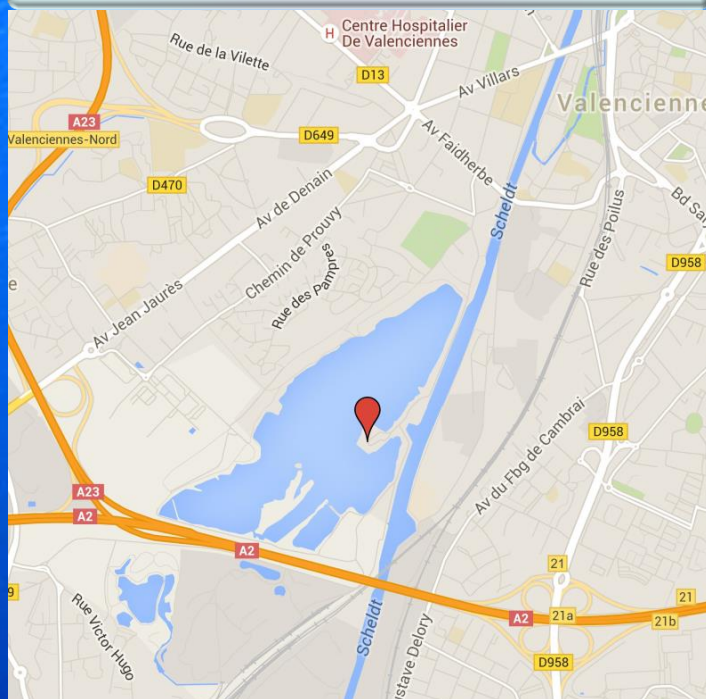 Centre Hospitalier
De Valenciennes
H
Rue de la Vilette
D13
Av Villars
Valencienne
A23
Valenciennes-Nord
D649
Av Faidherbe
D470
Av de Denain
Scheldt
Rue des Poilus
Bd Sa
Chemin de Prouvy
D958
Rue des Pampres
e
Av Jean Jaurès
D958
Av du Fbg de Cambrai
A23
A2
A2
21
9
21
Rue Victor Hugo
A2
21a
21b
Scheldt
ustave Delory
D958